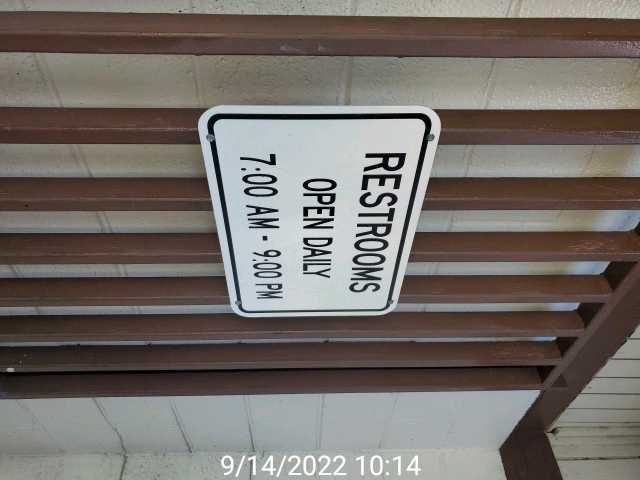 RESTROOMS
OPEN DAILY
7:00 AM - 9:00 PM
9/14/2022 10:14